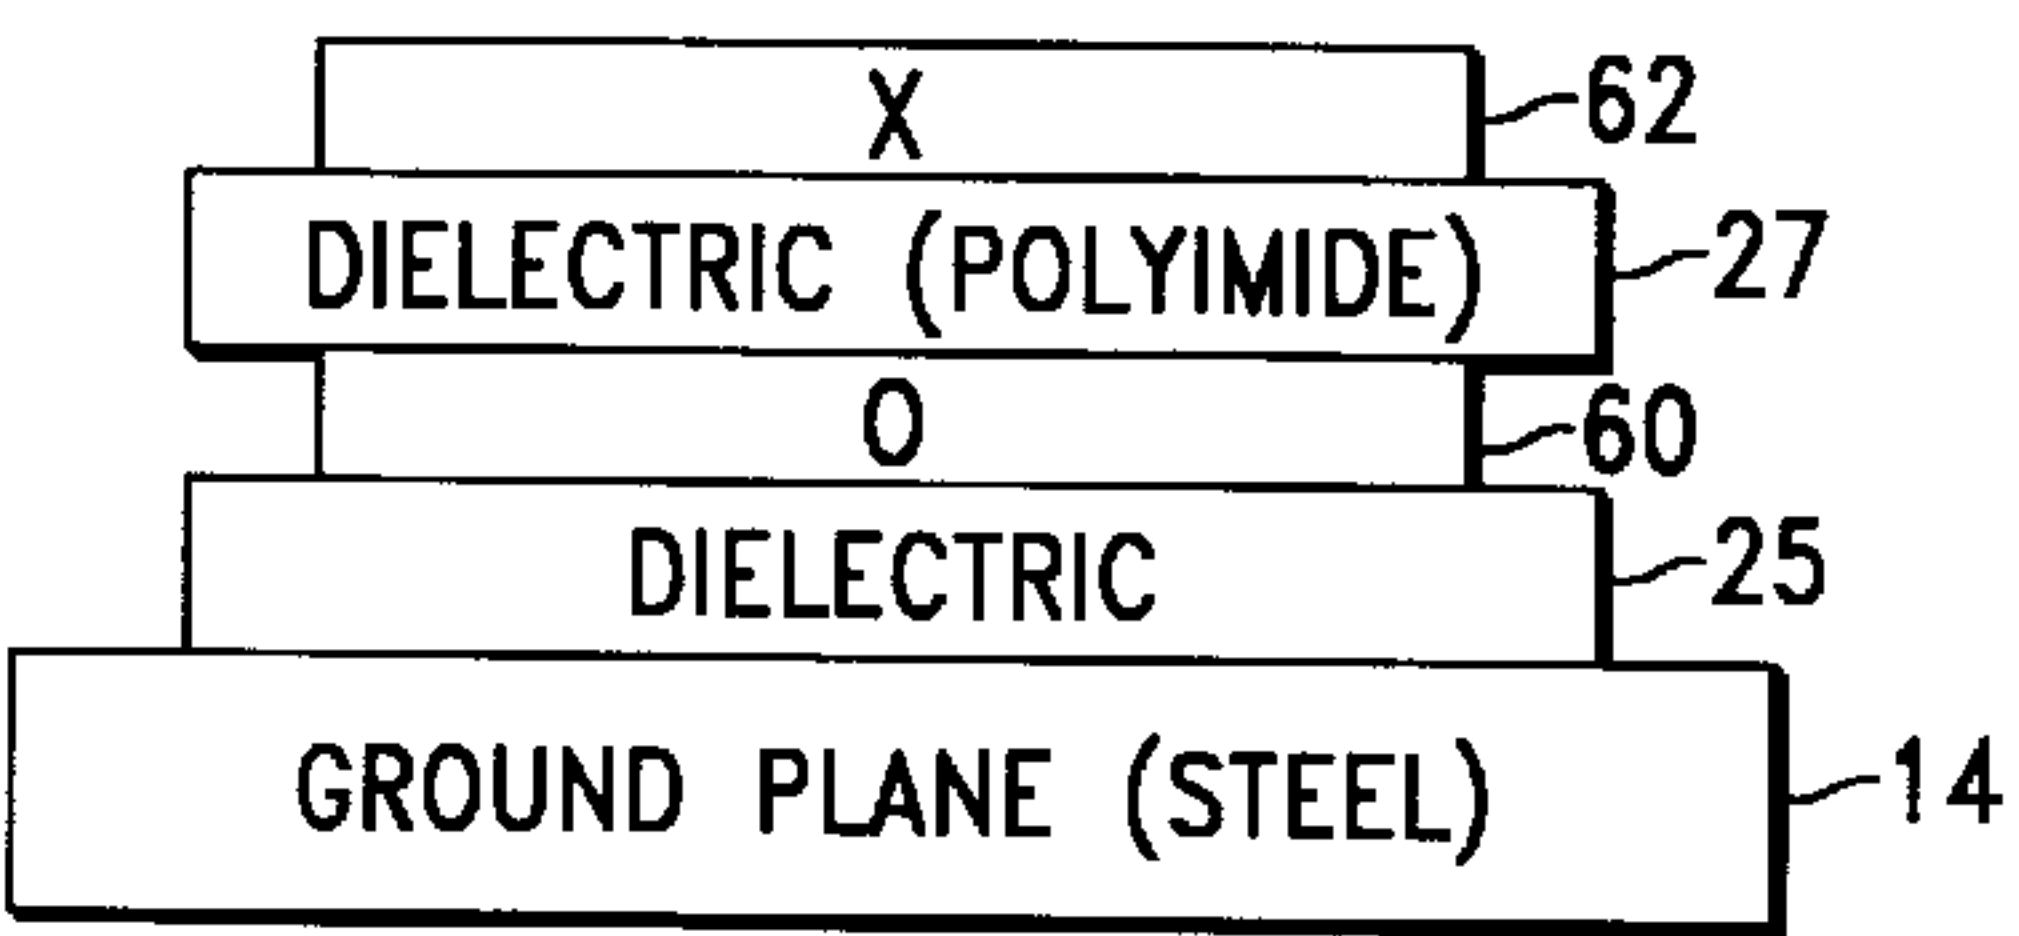 X 62
DIELECTRIC (POLYIMIDE) 27
O 60
DIELECTRIC 25
GROUND PLANE (STEEL) 14